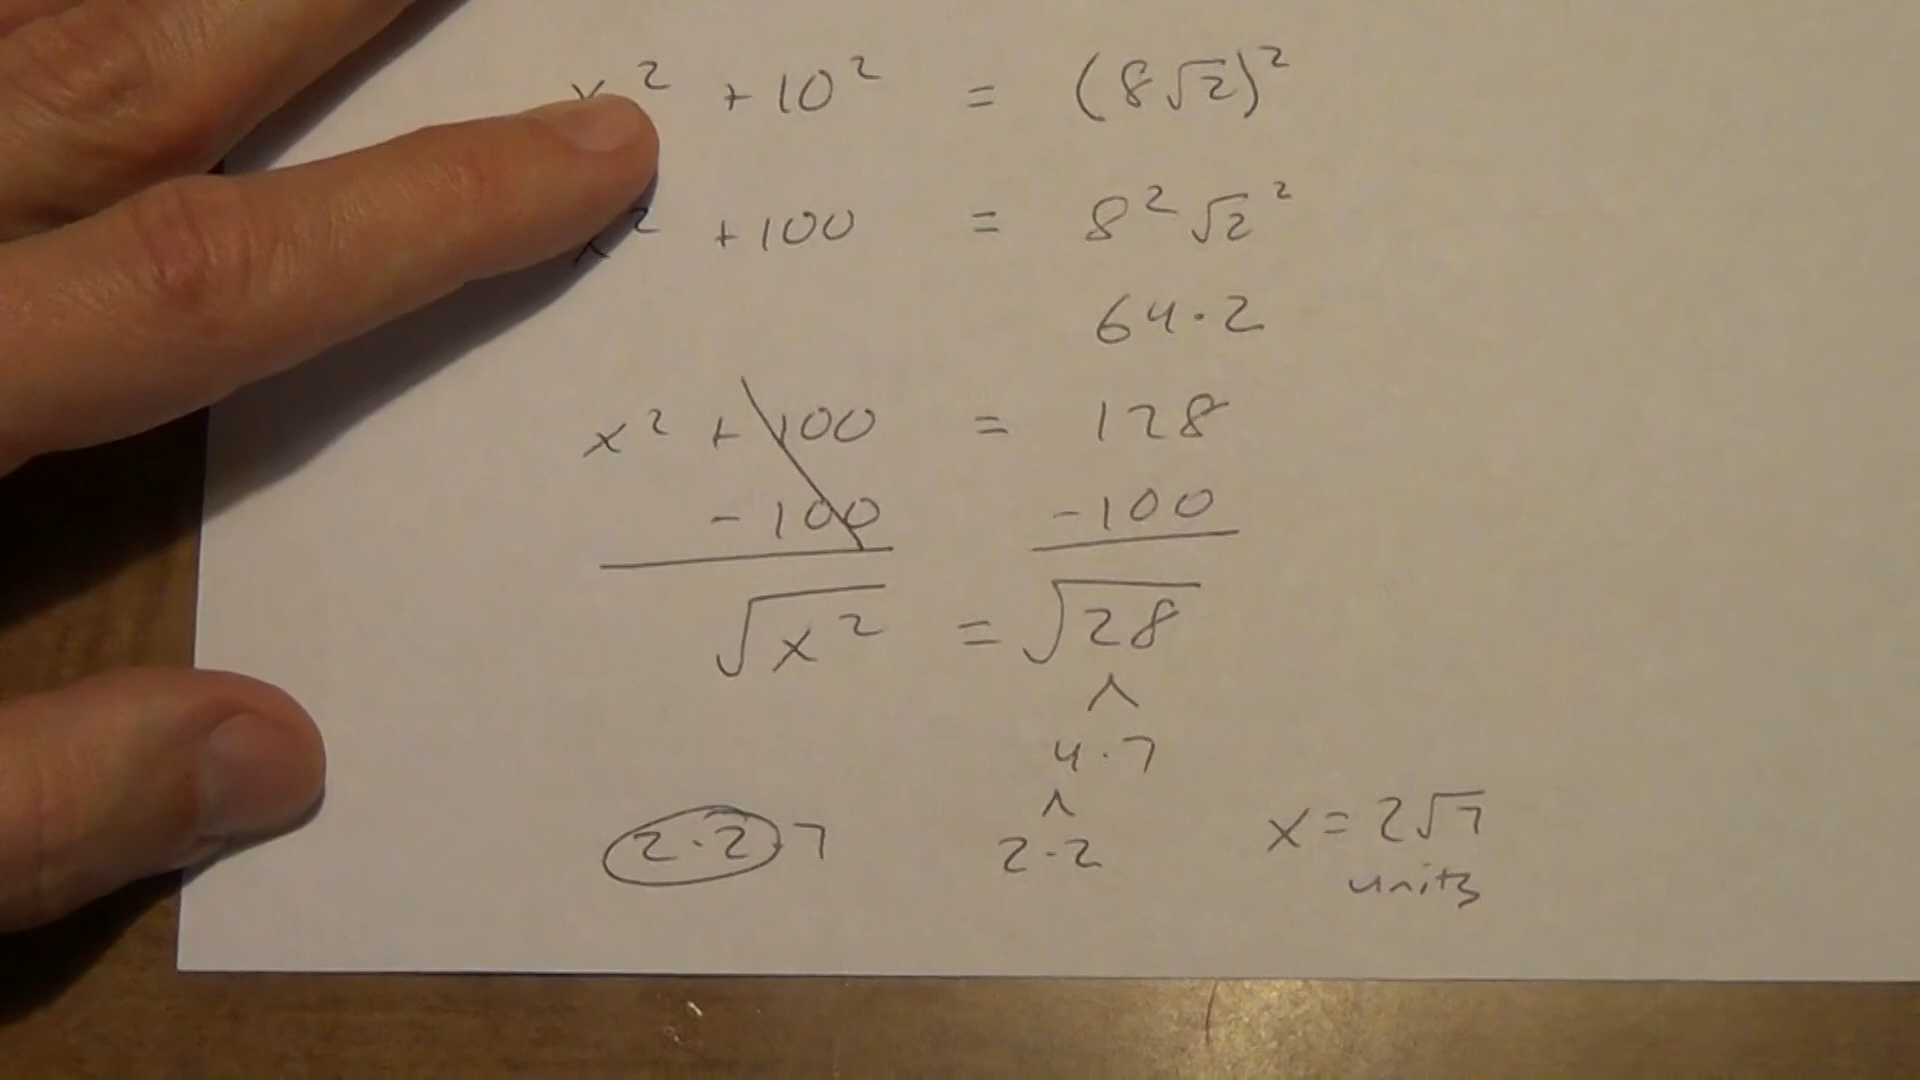 x² + 10² = (8√2)²
x² + 100 = 8² √2²
64 · 2
x² + 100 = 128
- 100 - 100
√x² = √28
4 · 7
2 · 2 7 2 · 2 x = 2√7
units